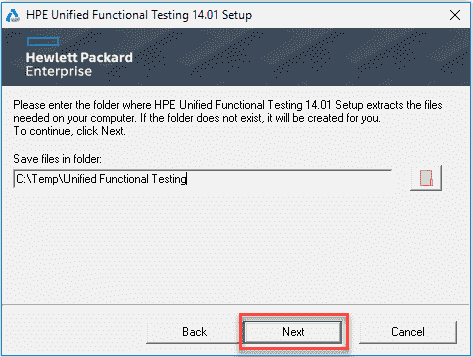 HPE Unified Functional Testing 14.01 Setup
Hewlett Packard
Enterprise
Please enter the folder where HPE Unified Functional Testing 14.01 Setup extracts the files
needed on your computer. If the folder does not exist, it will be created for you.
To continue, click Next.
Save files in folder:
C:\Temp\Unified Functional Testing
Back Next Cancel